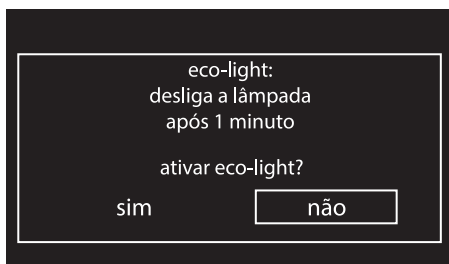 eco-light:
desliga a lâmpada
após 1 minuto
ativar eco-light?
sim não